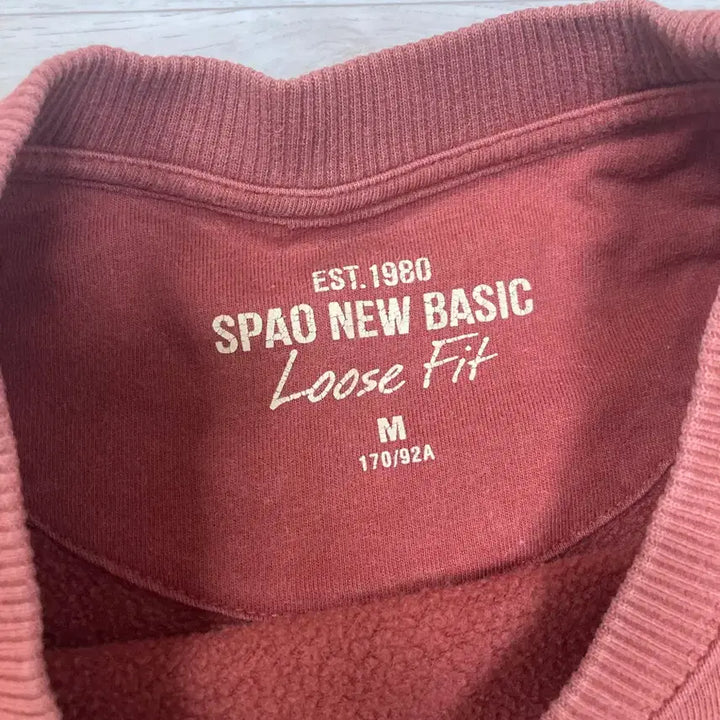 EST.1980
SPAO NEW BASIC
Loose Fit
M
170/92A